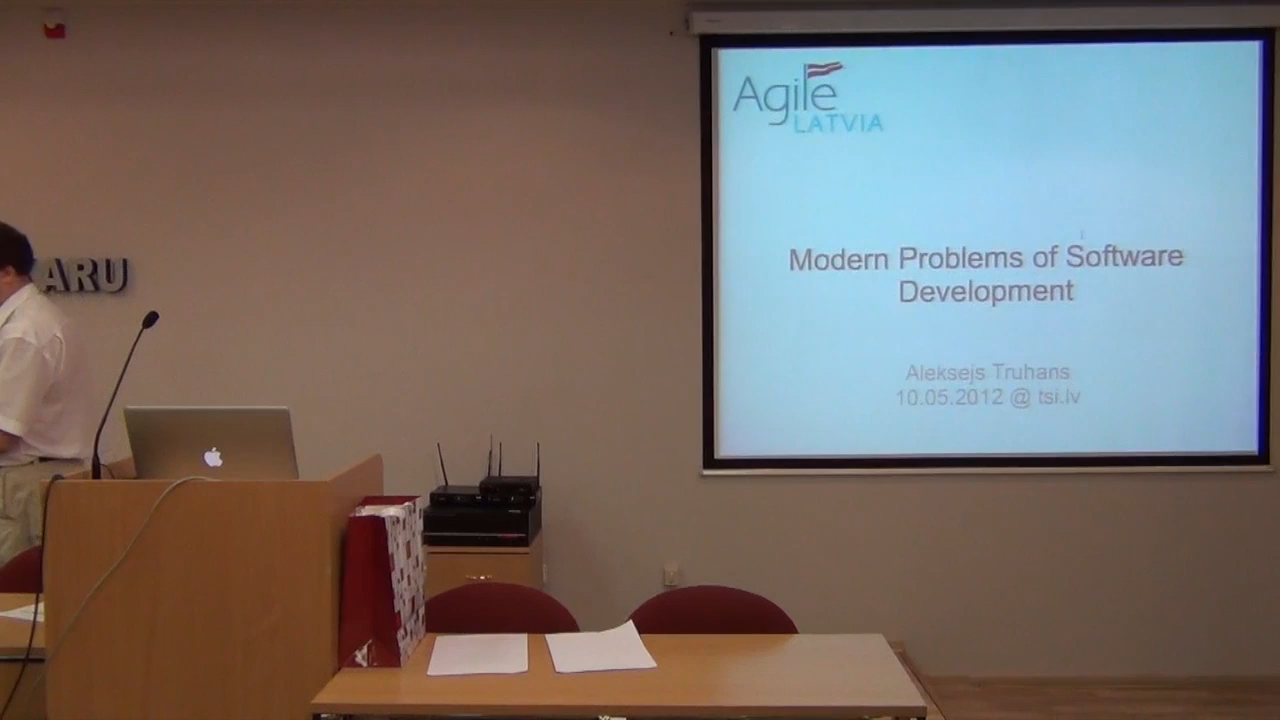 Agile
LATVIA
ARU
Modern Problems of Software
Development
Aleksejs Truhans
10.05.2012 @ tsi.lv